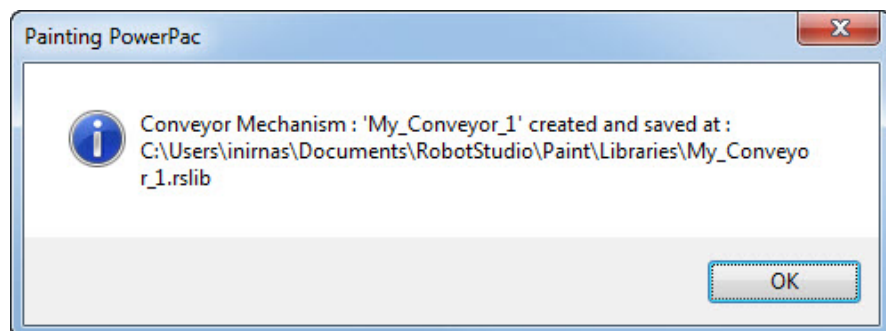 Painting PowerPac
Conveyor Mechanism : 'My_Conveyor_1' created and saved at :
C:\Users\inirnas\Documents\RobotStudio\Paint\Libraries\My_Conveyo
r_1.rslib
OK